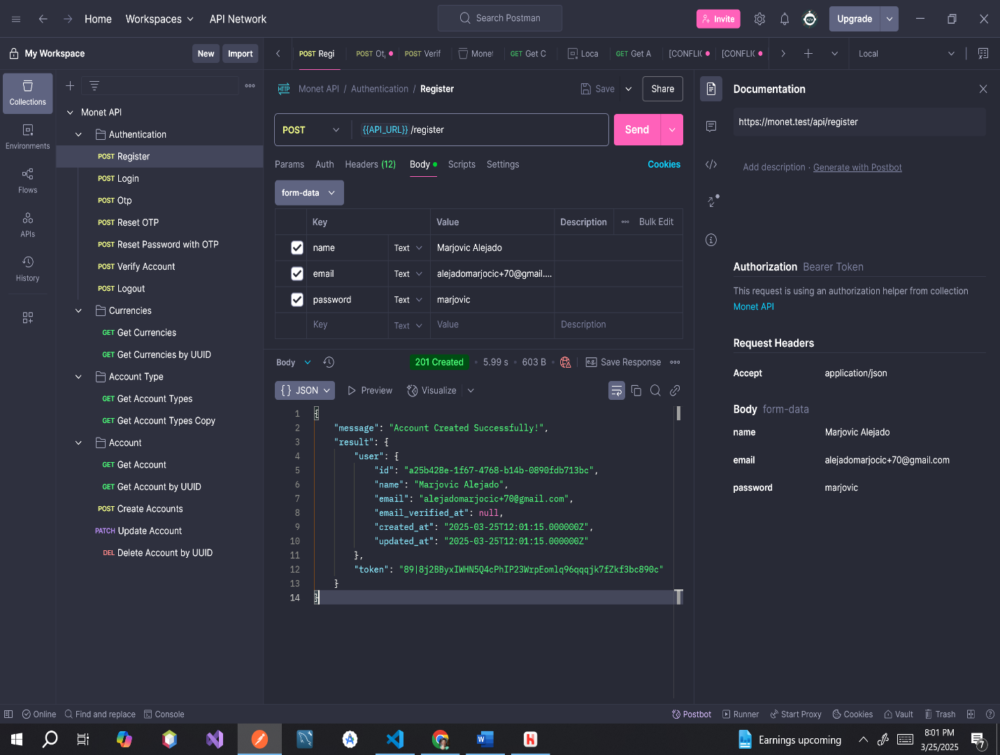 Home
Workspaces
API Network
Search Postman
Invite
Upgrade
My Workspace
New
Import
POST Regi
POST Ot
POST Verif
Mone
GET Get C
Loca
GET Get A
[CONFLIC
[CONFLIC
Local
Collections
Environments
Flows
APIs
History
Monet API
Authentication
POST Register
POST Login
POST Otp
POST Reset OTP
POST Reset Password with OTP
POST Verify Account
POST Logout
Currencies
GET Get Currencies
GET Get Currencies by UUID
Account Type
GET Get Account Types
GET Get Account Types Copy
Account
GET Get Account
GET Get Account by UUID
POST Create Accounts
PATCH Update Account
DEL Delete Account by UUID
HTTP Monet API / Authentication / Register
Save
Share
POST {{API_URL}}/register
Send
Params Auth Headers (12) Body Scripts Settings
Cookies
form-data
Key Value Description Bulk Edit
name Text Marjovic Alejado
email Text alejadomarjocic+70@gmail....
password Text marjovic
Key Text Value Description
Body
201 Created
5.99 s
603 B
e.g. Save Response
{} JSON
Preview
Visualize
1 {
2 "message": "Account Created Successfully!",
3 "result": {
4 "user": {
5 "id": "a25b428e-1f67-4768-b14b-0890fdb713bc",
6 "name": "Marjovic Alejado",
7 "email": "alejadomarjocic+70@gmail.com",
8 "email_verified_at": null,
9 "created_at": "2025-03-25T12:01:15.000000Z",
10 "updated_at": "2025-03-25T12:01:15.000000Z"
11 },
12 "token": "89|8j2BByxIWHN5Q4cPhIP23WrpEomlq96qqqjk7fZkf3bc890c"
13 }
14 }
Documentation
https://monet.test/api/register
Add description · Generate with Postbot
Authorization Bearer Token
This request is using an authorization helper from collection
Monet API
Request Headers
Accept application/json
Body form-data
name Marjovic Alejado
email alejadomarjocic+70@gmail.com
password marjovic
Online
Find and replace
Console
Postbot
Runner
Start Proxy
Cookies
Vault
Trash
Earnings upcoming
8:01 PM
3/25/2025
7